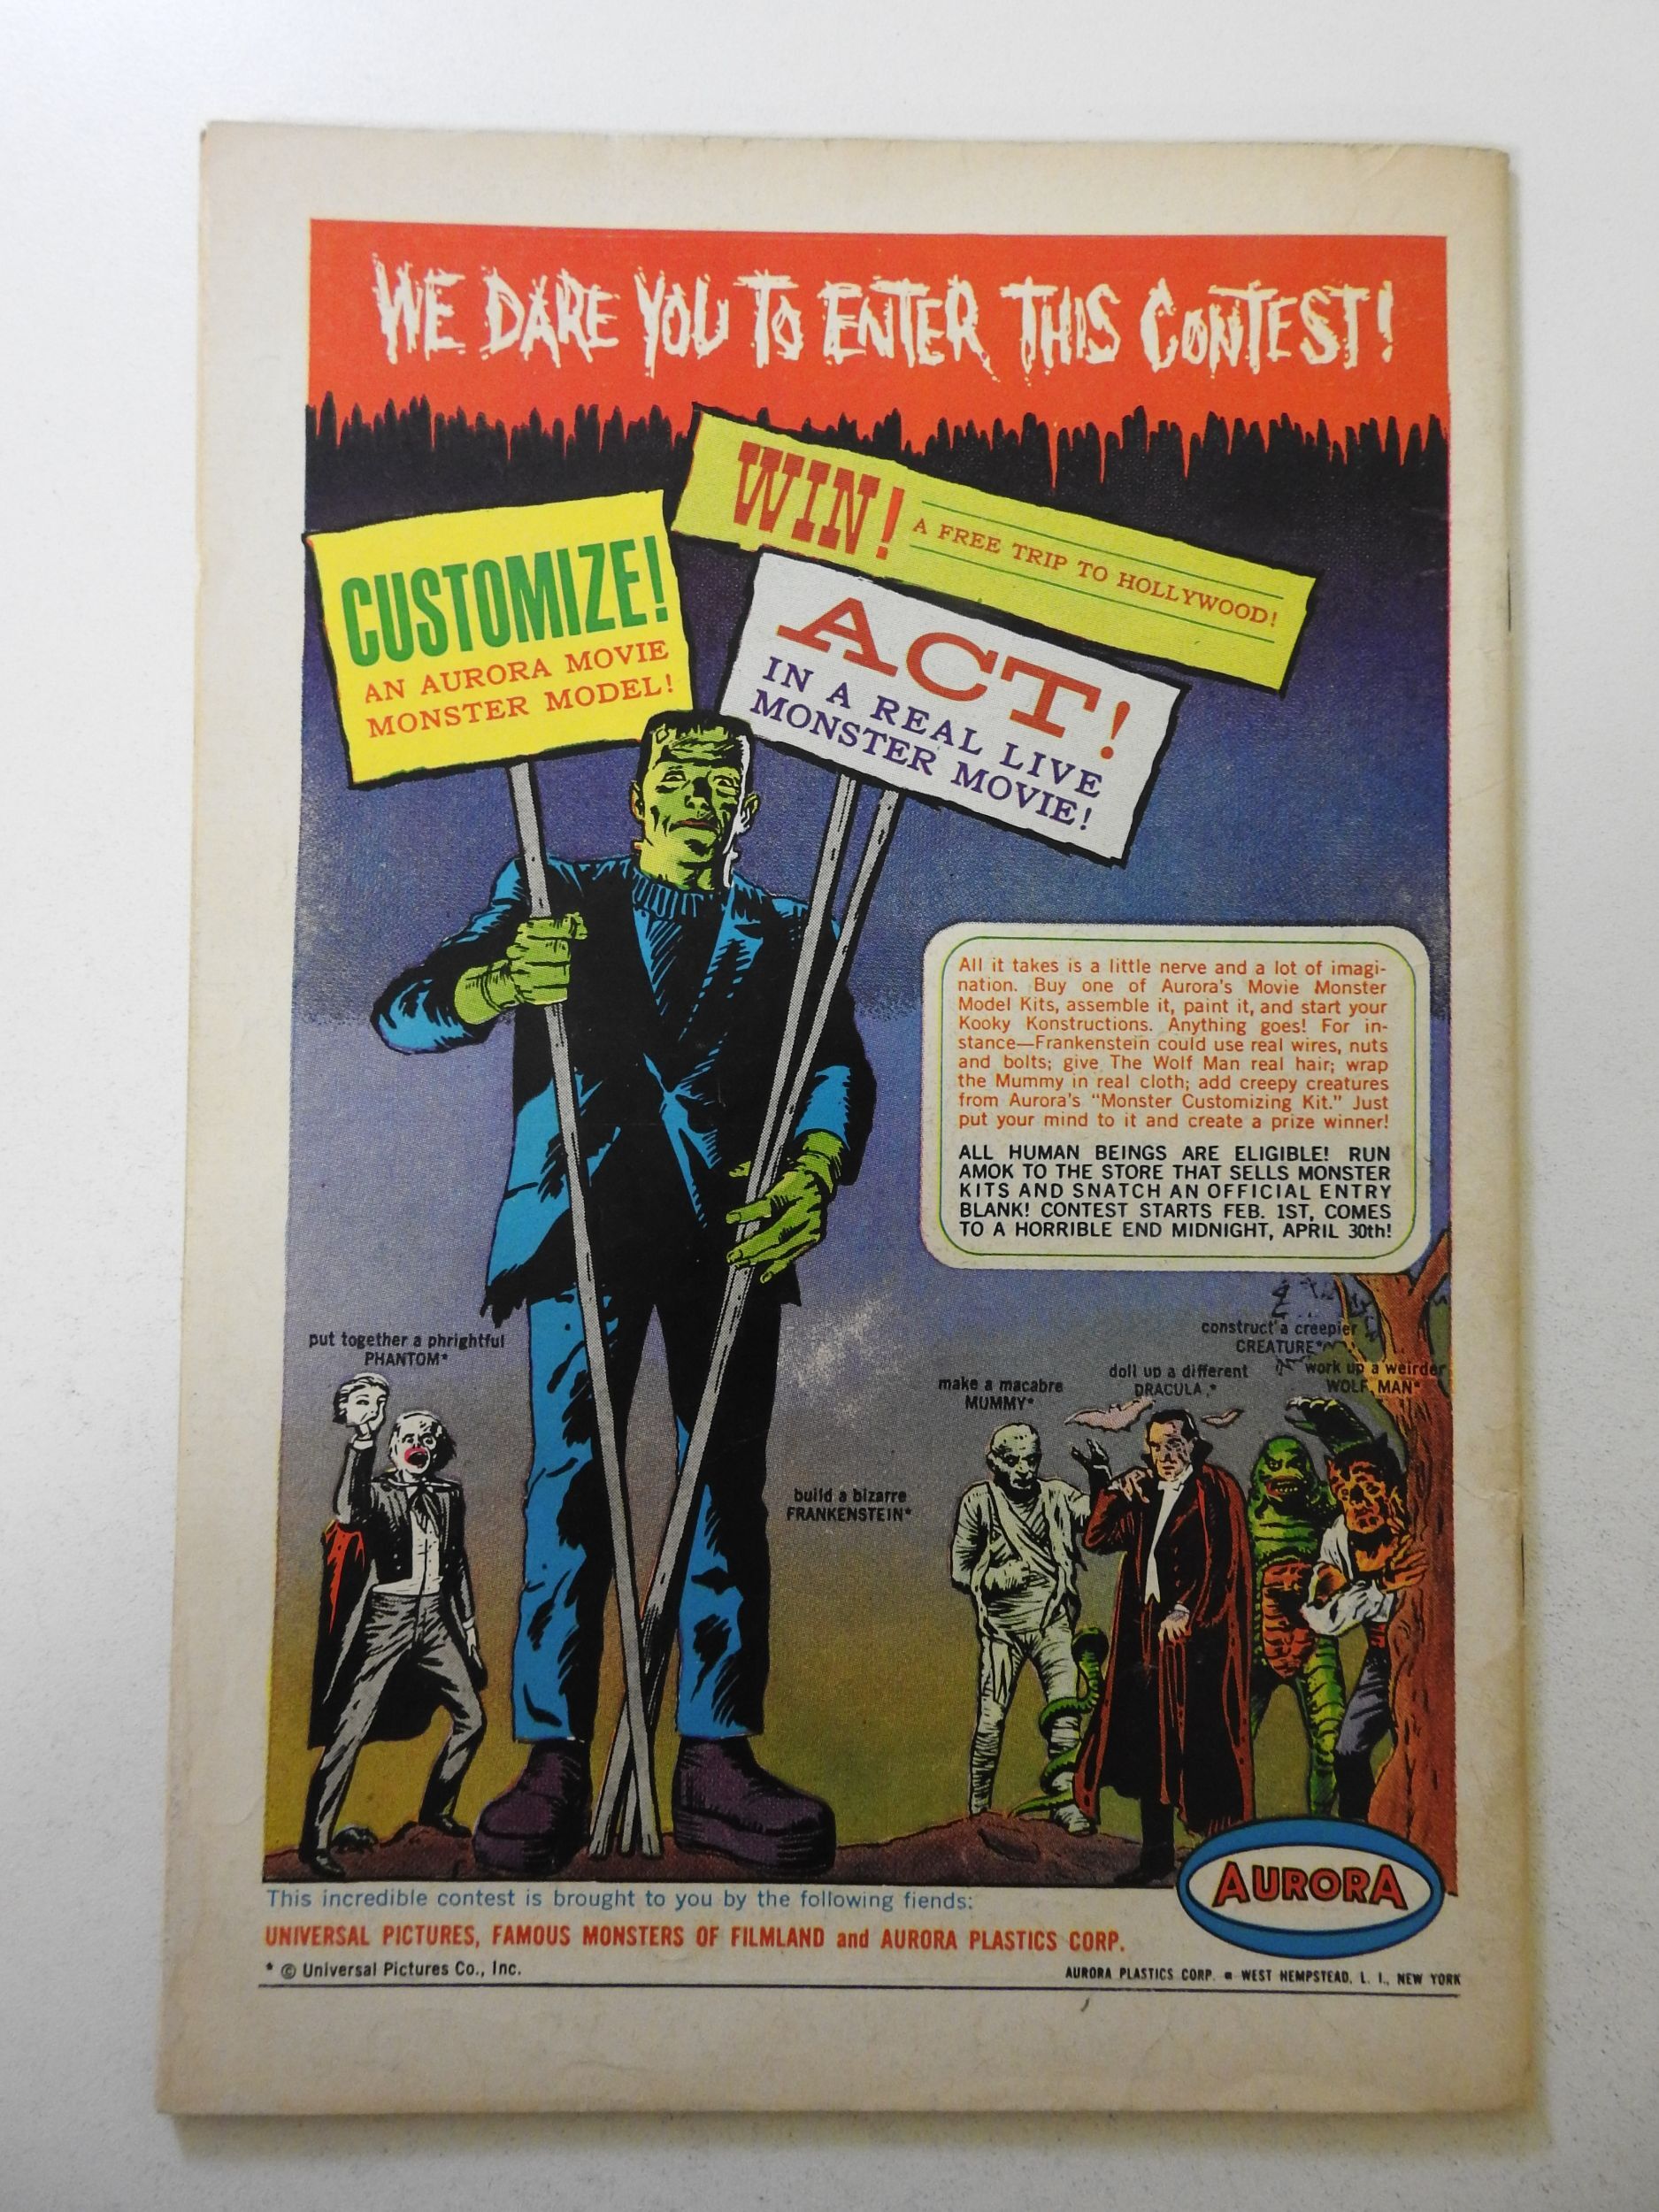 WE DARE YOU TO ENTER THIS CONTEST!
WIN! A FREE TRIP TO HOLLYWOOD!
CUSTOMIZE!
AN AURORA MOVIE
MONSTER MODEL!
ACT!
IN A REAL LIVE
MONSTER MOVIE!
All it takes is a little nerve and a lot of imagi-
nation. Buy one of Aurora's Movie Monster
Model Kits, assemble it, paint it, and start your
Kooky Konstructions. Anything goes! For in-
stance—Frankenstein could use real wires, nuts
and bolts; give The Wolf Man real hair; wrap
the Mummy in real cloth; add creepy creatures
from Aurora's "Monster Customizing Kit." Just
put your mind to it and create a prize winner!
ALL HUMAN BEINGS ARE ELIGIBLE! RUN
AMOK TO THE STORE THAT SELLS MONSTER
KITS AND SNATCH AN OFFICIAL ENTRY
BLANK! CONTEST STARTS FEB. 1ST, COMES
TO A HORRIBLE END MIDNIGHT, APRIL 30th!
put together a phrightful
PHANTOM*
build a bizarre
FRANKENSTEIN*
make a macabre
MUMMY*
doll up a different
DRACULA,*
construct a creepier
CREATURE*
work up a weirder
WOLF MAN*
AURORA
This incredible contest is brought to you by the following fiends:
UNIVERSAL PICTURES, FAMOUS MONSTERS OF FILMLAND and AURORA PLASTICS CORP.
* © Universal Pictures Co., Inc.
AURORA PLASTICS CORP. ▪ WEST HEMPSTEAD, L. I., NEW YORK